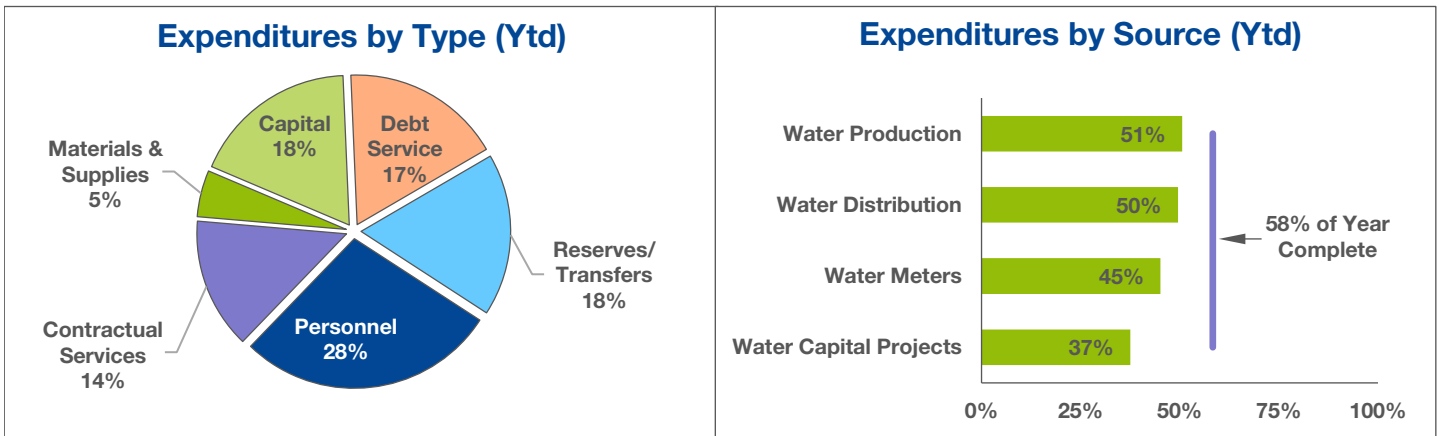 Expenditures by Type (Ytd)
Capital
18%
Debt
Service
17%
Materials &
Supplies
5%
Reserves/
Transfers
18%
Personnel
28%
Contractual
Services
14%
Expenditures by Source (Ytd)
Water Production
51%
Water Distribution
50%
58% of Year
Complete
Water Meters
45%
Water Capital Projects
37%
0%
25%
50%
75%
100%